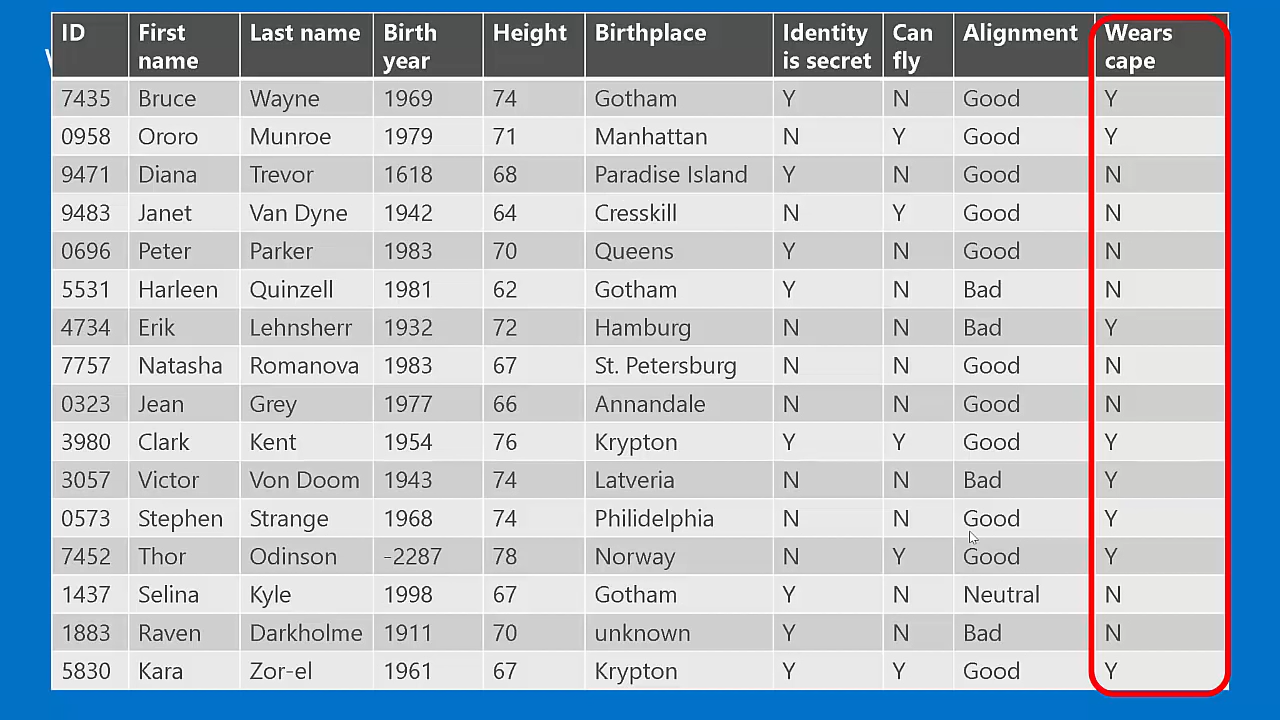 ID First name Last name Birth year Height Birthplace Identity is secret Can fly Alignment Wears cape
7435 Bruce Wayne 1969 74 Gotham Y N Good Y
0958 Ororo Munroe 1979 71 Manhattan N Y Good Y
9471 Diana Trevor 1618 68 Paradise Island Y N Good N
9483 Janet Van Dyne 1942 64 Cresskill N Y Good N
0696 Peter Parker 1983 70 Queens Y N Good N
5531 Harleen Quinzell 1981 62 Gotham Y N Bad N
4734 Erik Lehnsherr 1932 72 Hamburg N N Bad Y
7757 Natasha Romanova 1983 67 St. Petersburg N N Good N
0323 Jean Grey 1977 66 Annandale N N Good N
3980 Clark Kent 1954 76 Krypton Y Y Good Y
3057 Victor Von Doom 1943 74 Latveria N N Bad Y
0573 Stephen Strange 1968 74 Philidelphia N N Good Y
7452 Thor Odinson -2287 78 Norway N Y Good Y
1437 Selina Kyle 1998 67 Gotham Y N Neutral N
1883 Raven Darkholme 1911 70 unknown Y N Bad N
5830 Kara Zor-el 1961 67 Krypton Y Y Good Y